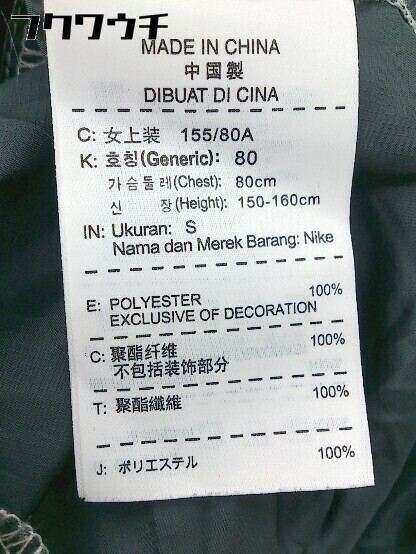 フクウウチ
MADE IN CHINA
中国製
DIBUAT DI CINA
C: 女上装 155/80A
K: 호칭(Generic): 80
가슴둘레(Chest): 80cm
신 장(Height): 150-160cm
IN: Ukuran: S
Nama dan Merek Barang: Nike
E: POLYESTER 100%
EXCLUSIVE OF DECORATION
C: 聚酯纤维 100%
不包括装饰部分
T: 聚酯纖維 100%
J: ポリエステル 100%